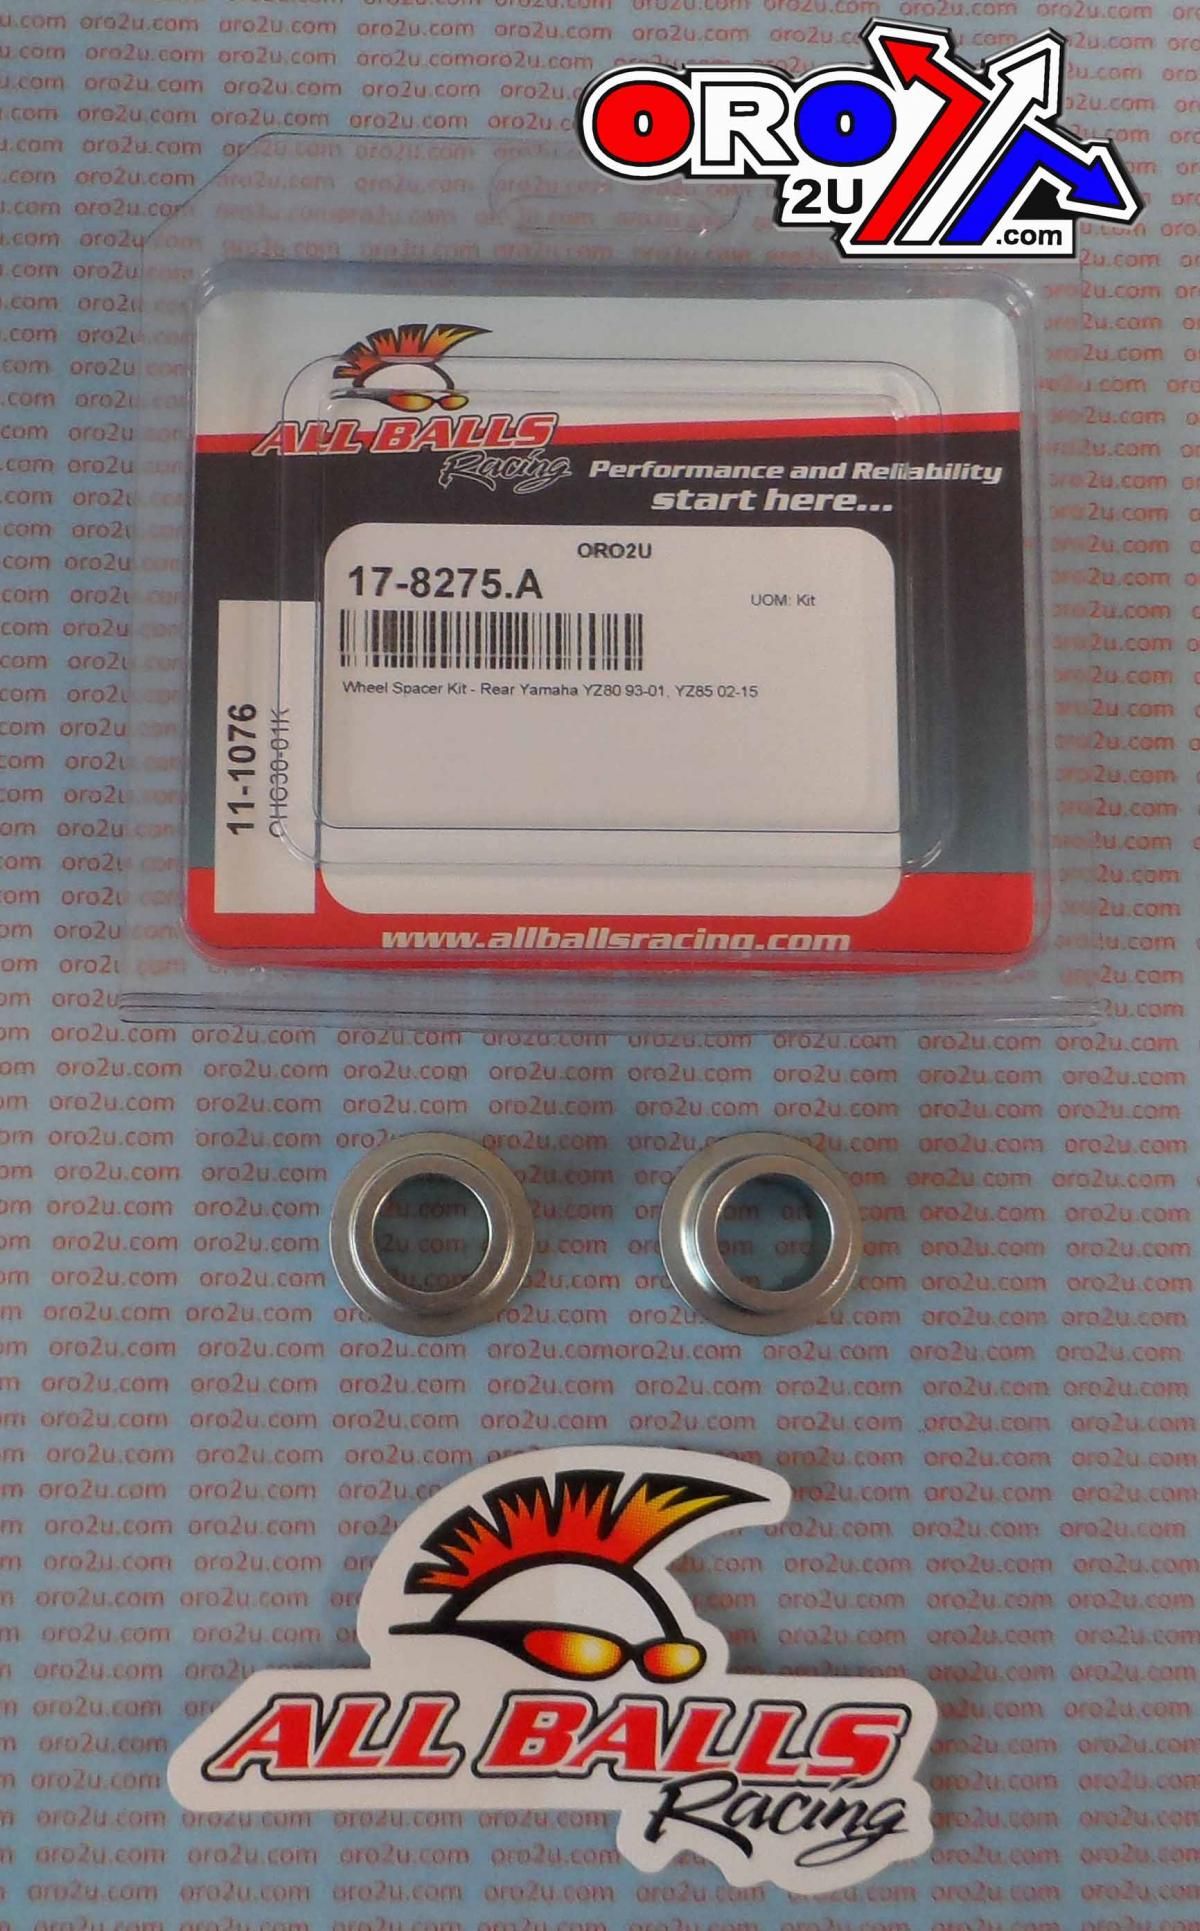 ORO
2U
.com
ALL BALLS
Racing
Performance and Reliability
start here...
ORO2U
17-8275.A
UOM: Kit
Wheel Spacer Kit - Rear Yamaha YZ80 93-01, YZ85 02-15
11-1076
www.allballsracing.com
ALL BALLS
Racing